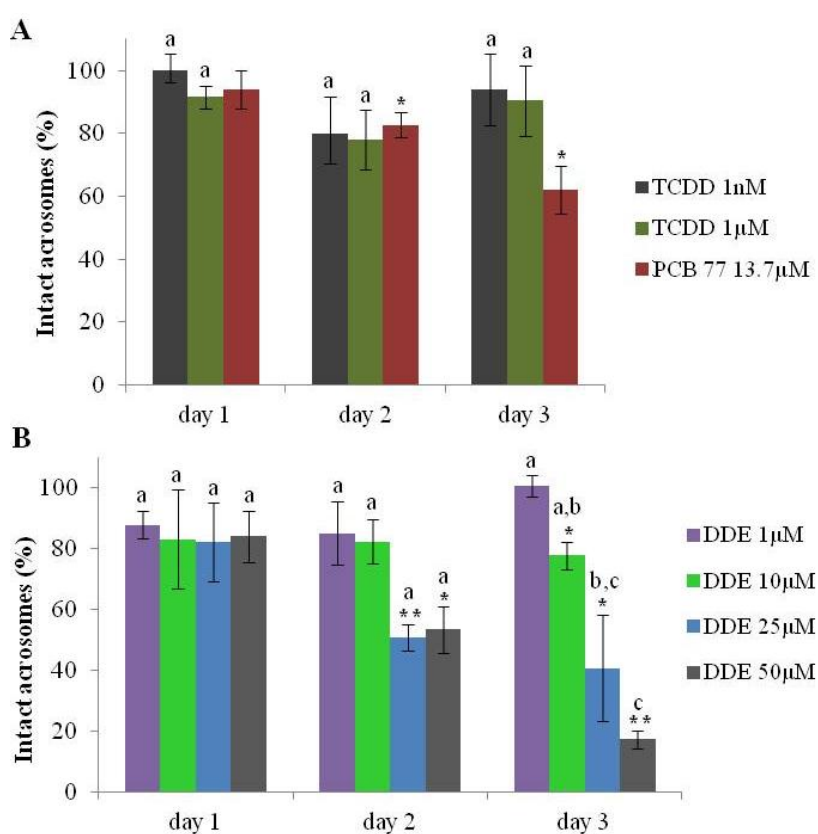 A
Intact acrosomes (%)
100
80
60
40
20
0
a
a
a
a
*
a
a
*
day 1
day 2
day 3
TCDD 1nM
TCDD 1µM
PCB 77 13.7µM
B
Intact acrosomes (%)
100
80
60
40
20
0
a
a
a
a
a
a
a
**
a
*
a
a,b
*
b,c
*
c
**
day 1
day 2
day 3
DDE 1µM
DDE 10µM
DDE 25µM
DDE 50µM